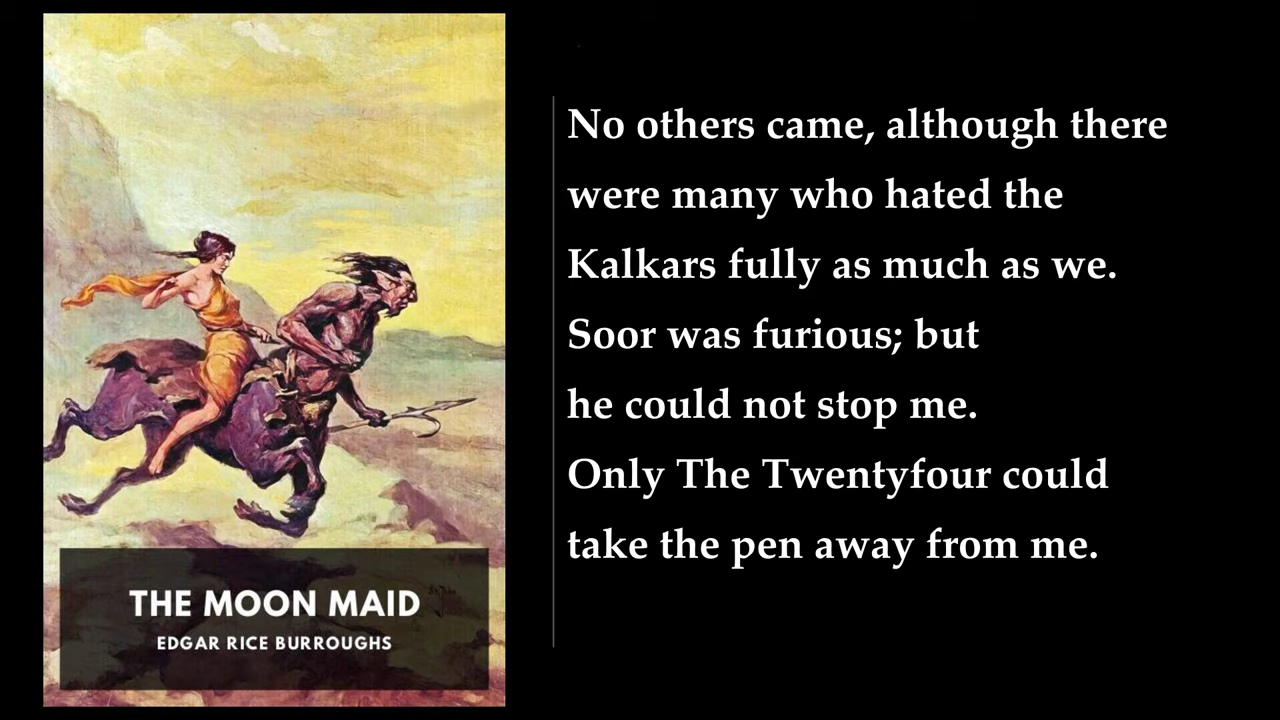 THE MOON MAID
EDGAR RICE BURROUGHS
No others came, although there
were many who hated the
Kalkars fully as much as we.
Soor was furious; but
he could not stop me.
Only The Twentyfour could
take the pen away from me.